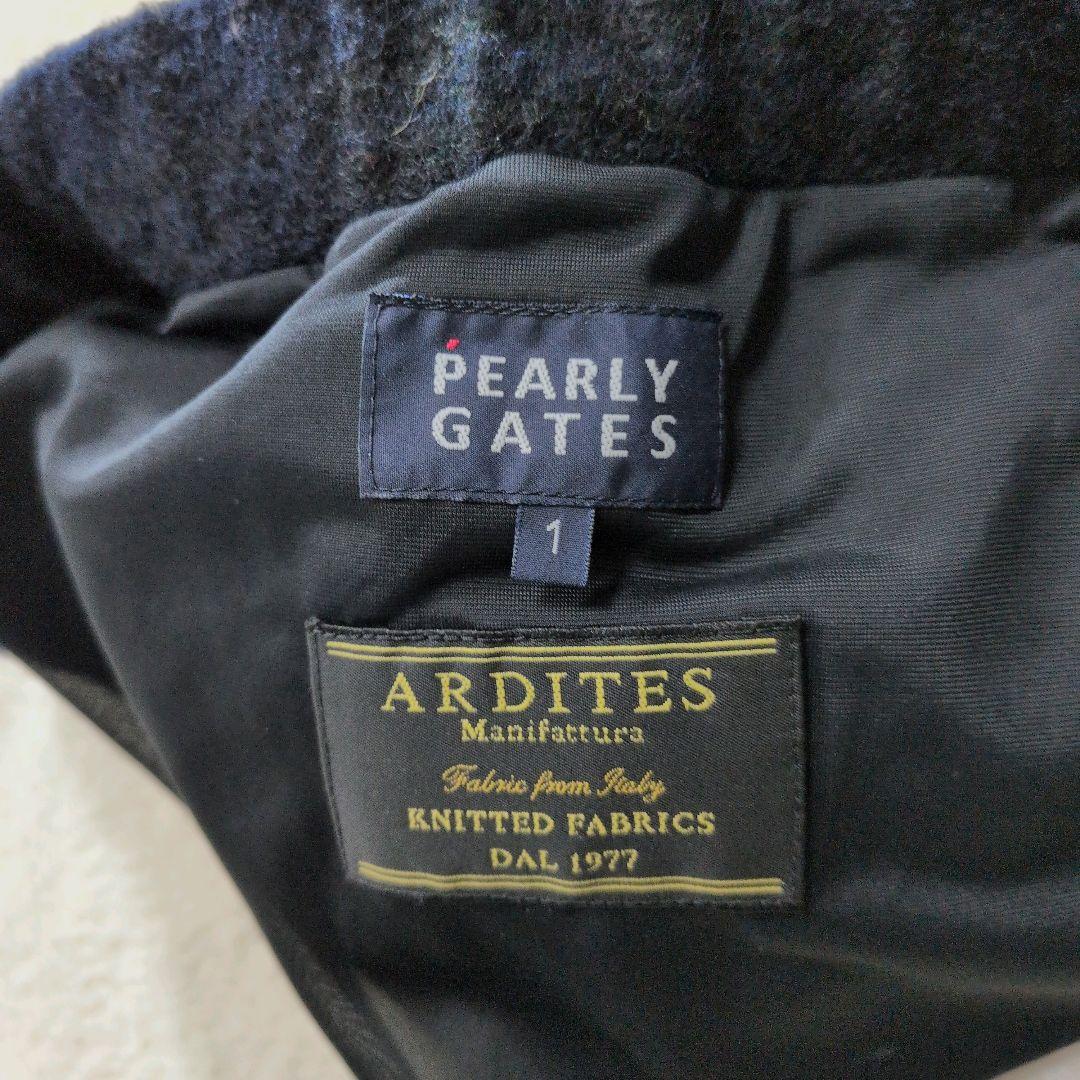 PEARLY
GATES
1
ARDITES
Manifattura
Fabric from Italy
KNITTED FABRICS
DAL 1977